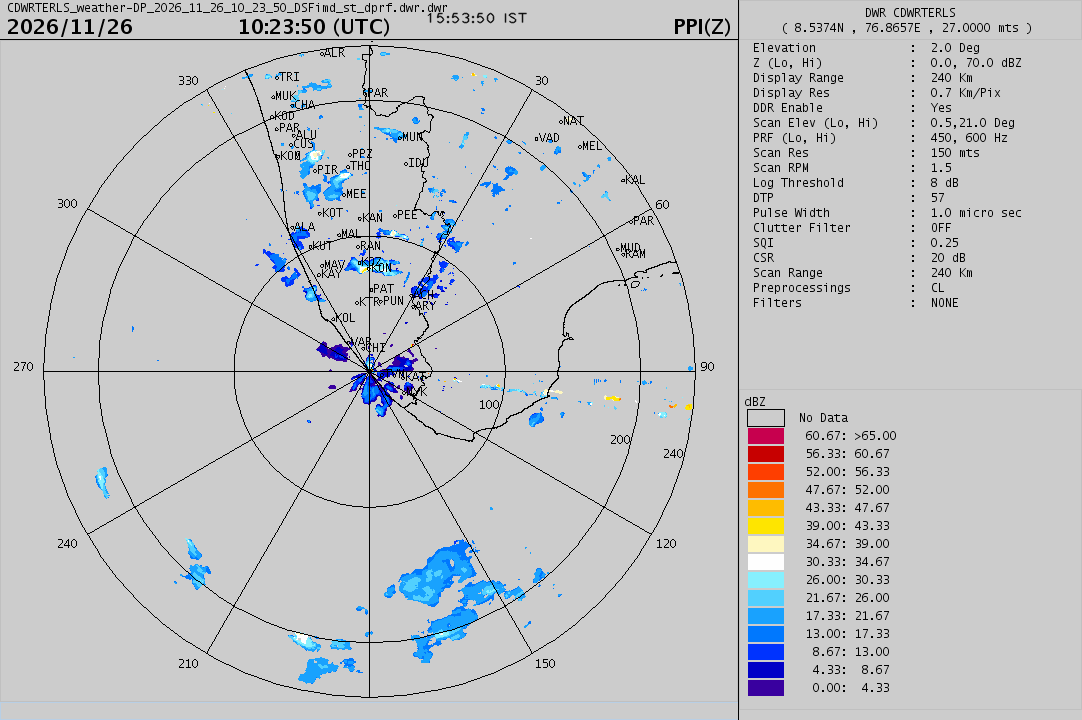 CDWRTERLS_weather-DP_2026_11_26_10_23_50_DSFimd_st_dprf.dwr.dwr
2026/11/26 10:23:50 (UTC) 15:53:50 IST PPI(Z)
DWR CDWRTERLS
( 8.5374N , 76.8657E , 27.0000 mts )
Elevation : 2.0 Deg
Z (Lo, Hi) : 0.0, 70.0 dBZ
Display Range : 240 Km
Display Res : 0.7 Km/Pix
DDR Enable : Yes
Scan Elev (Lo, Hi) : 0.5,21.0 Deg
PRF (Lo, Hi) : 450, 600 Hz
Scan Res : 150 mts
Scan RPM : 1.5
Log Threshold : 8 dB
DTP : 57
Pulse Width : 1.0 micro sec
Clutter Filter : OFF
SQI : 0.25
CSR : 20 dB
Scan Range : 240 Km
Preprocessings : CL
Filters : NONE
dBZ
No Data
60.67: >65.00
56.33: 60.67
52.00: 56.33
47.67: 52.00
43.33: 47.67
39.00: 43.33
34.67: 39.00
30.33: 34.67
26.00: 30.33
21.67: 26.00
17.33: 21.67
13.00: 17.33
8.67: 13.00
4.33: 8.67
0.00: 4.33
ALR
TRI
330
30
MUK
PAR
CHA
KOD
NAT
PAR
ALU
MUN
VAD
CUS
MEL
KON
PPZ
IDU
THO
PIR
KAL
MEE
300
60
KOT
KAN
PEE
PAR
ALA
MAL
KUT
RAN
MUD
RAM
MAV
KON
KAY
PAT
KTR
PUN
ARY
KOL
VAR
CHI
270
90
KAT
100
200
240
240
120
210
150